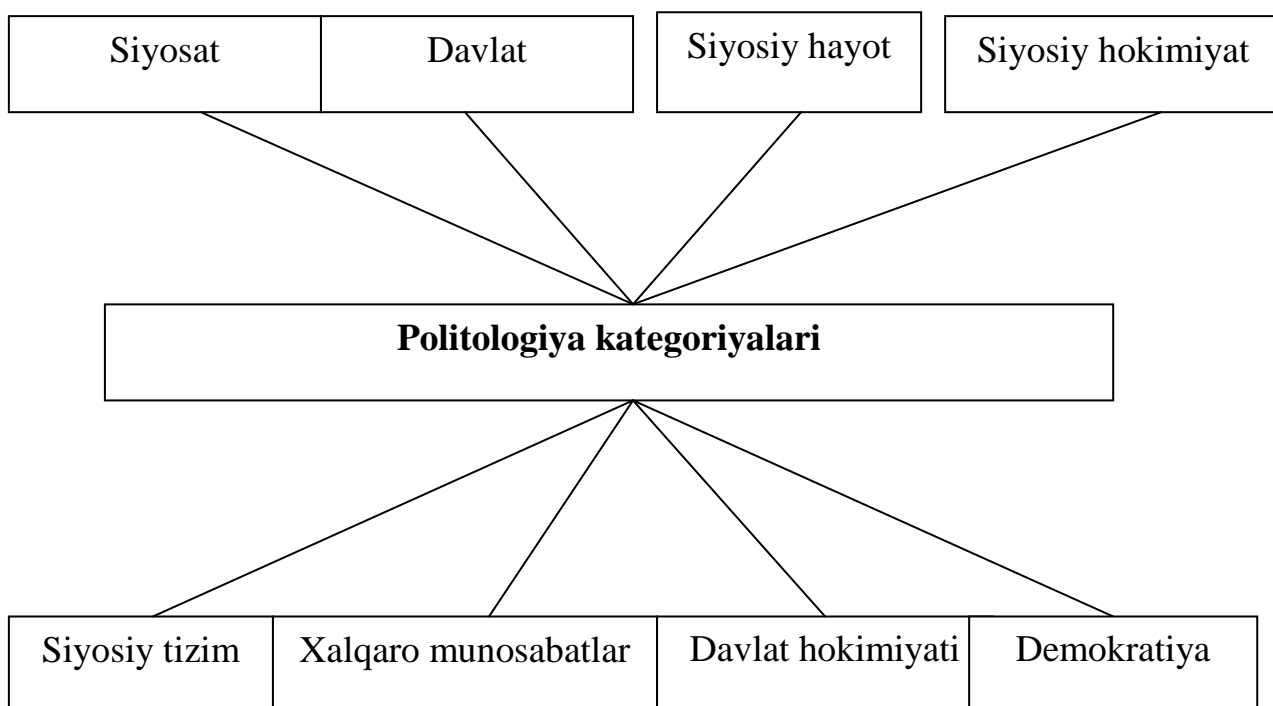 Siyosat
Davlat
Siyosiy hayot
Siyosiy hokimiyat
Politologiya kategoriyalari
Siyosiy tizim
Xalqaro munosabatlar
Davlat hokimiyati
Demokratiya